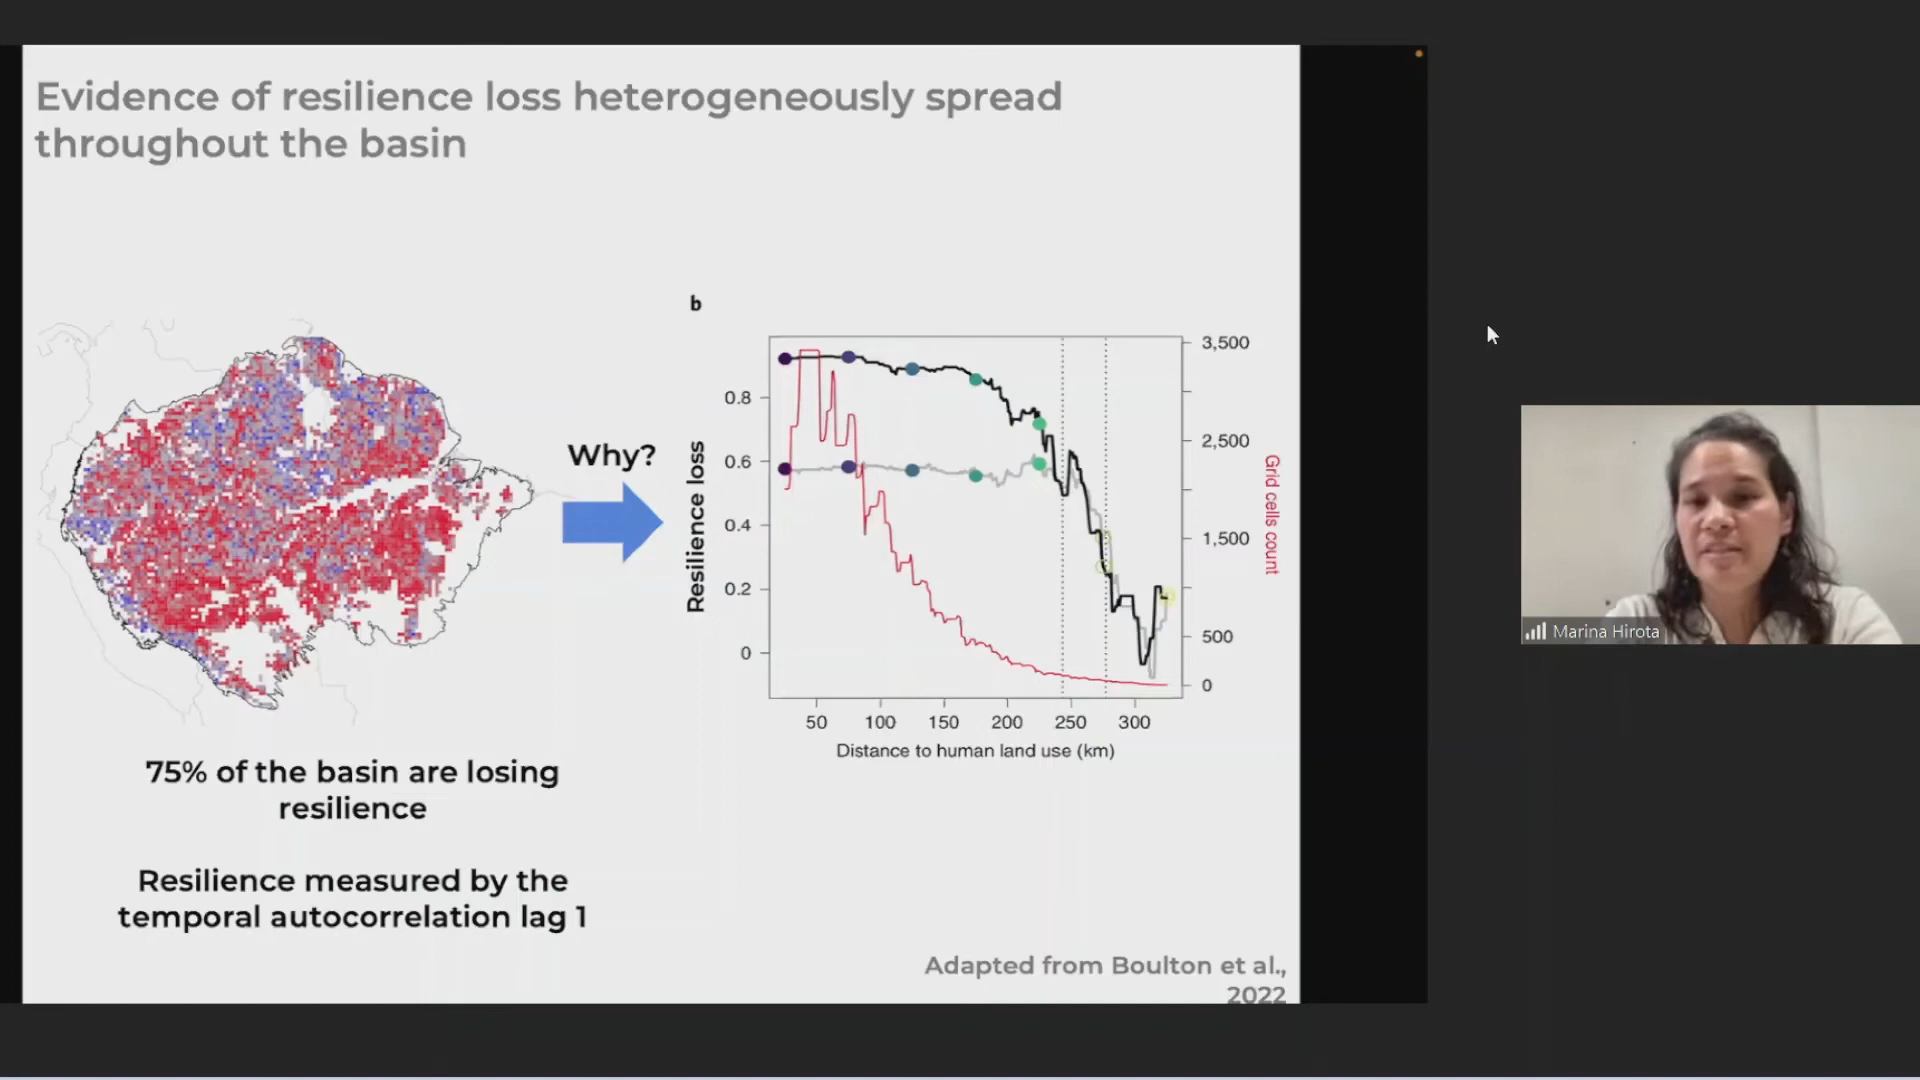 Evidence of resilience loss heterogeneously spread
throughout the basin
b
Why?
75% of the basin are losing
resilience
Resilience measured by the
temporal autocorrelation lag 1
Resilience loss
0.8
0.6
0.4
0.2
0
3,500
2,500
1,500
500
0
Grid cells count
50 100 150 200 250 300
Distance to human land use (km)
Adapted from Boulton et al.,
2022
Marina Hirota